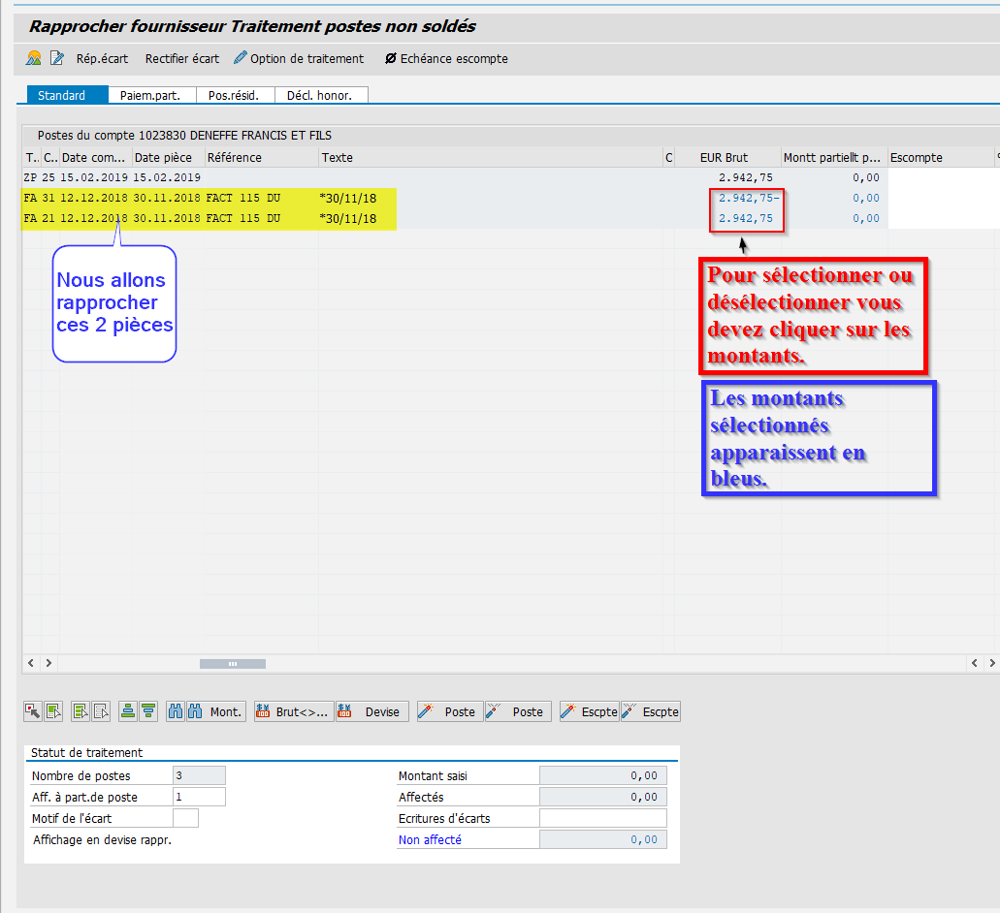 Rapprocher fournisseur Traitement postes non soldés
Rép.écart Rectifier écart Option de traitement Echéance escompte
Standard Paiem.part. Pos.résid. Décl. honor.
Postes du compte 1023830 DENEFFE FRANCIS ET FILS
T.. C.. Date com... Date pièce Référence Texte C EUR Brut Montt partiellt p... Escompte
ZP 25 15.02.2019 15.02.2019 2.942,75 0,00
FA 31 12.12.2018 30.11.2018 FACT 115 DU *30/11/18 2.942,75- 0,00
FA 21 12.12.2018 30.11.2018 FACT 115 DU *30/11/18 2.942,75 0,00
Nous allons
rapprocher
ces 2 pièces
Pour sélectionner ou
désélectionner vous
devez cliquer sur les
montants.
Les montants
sélectionnés
apparaissent en
bleus.
Mont. Brut<>... Devise Poste Poste Escpte Escpte
Statut de traitement
Nombre de postes 3 Montant saisi 0,00
Aff. à part.de poste 1 Affectés 0,00
Motif de l'écart Ecritures d'écarts
Affichage en devise rappr. Non affecté 0,00